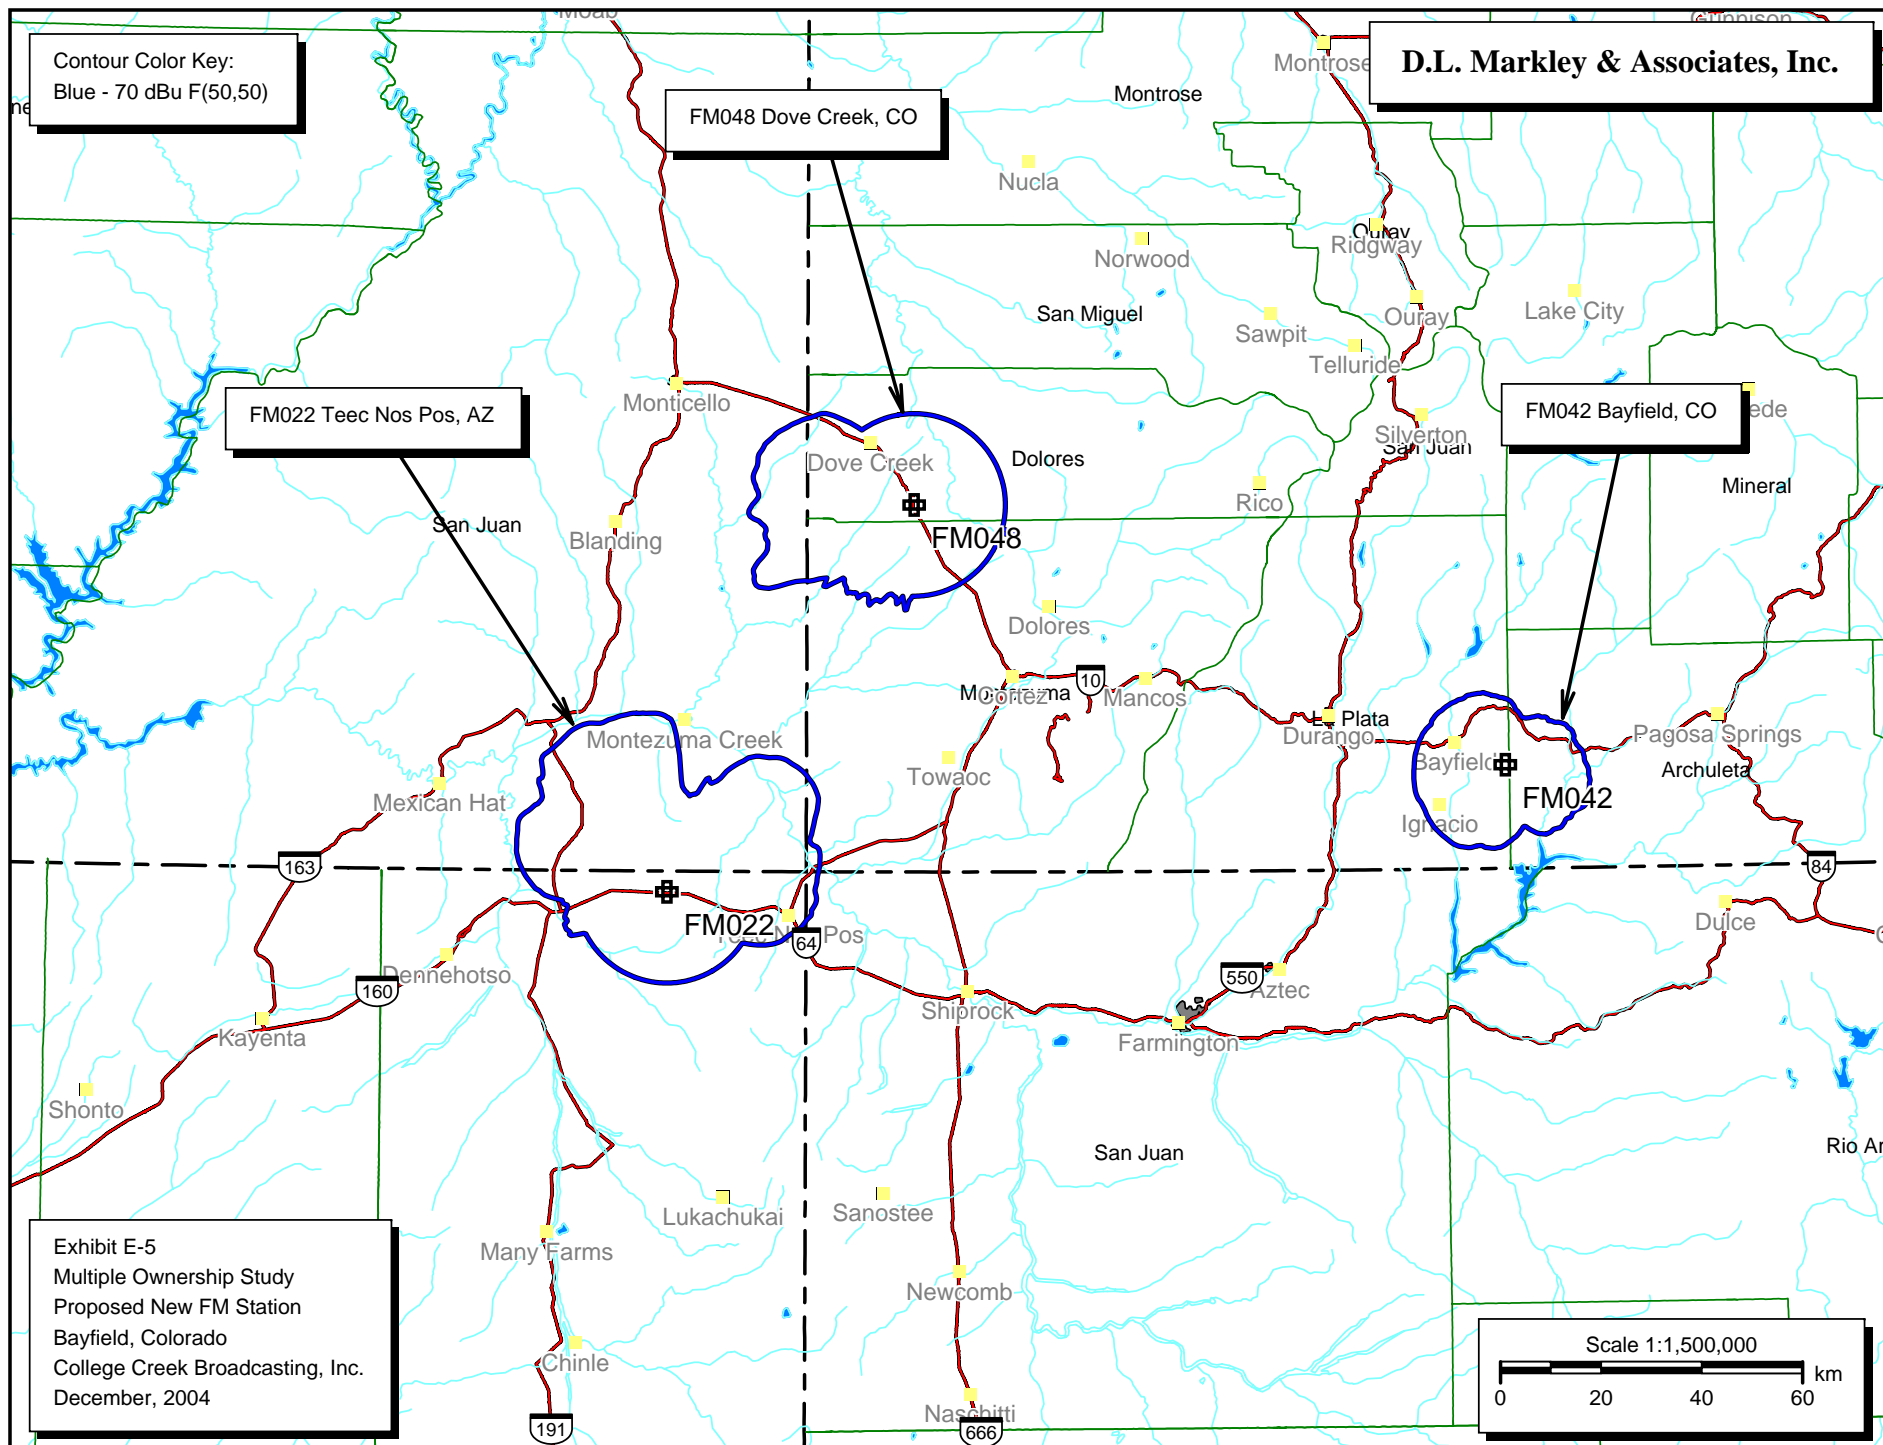 Moab
Gunnison
Contour Color Key:
Blue - 70 dBu F(50,50)
D.L. Markley & Associates, Inc.
Montrose
Montrose
FM048 Dove Creek, CO
Nucla
Ouray
Ridgway
Norwood
San Miguel
Ouray
Lake City
Sawpit
Telluride
Monticello
FM022 Teec Nos Pos, AZ
FM042 Bayfield, CO
ede
Silverton
San Juan
Dove Creek
Dolores
Rico
Mineral
San Juan
Blanding
FM048
Dolores
10
Cortez
Mancos
La Plata
Durango
Montezuma Creek
Pagosa Springs
Towaoc
Bayfield
Archuleta
Mexican Hat
FM042
Ignacio
163
84
FM022
Pos
64
Dulce
Dennehotso
160
550
Aztec
Shiprock
Kayenta
Farmington
Shonto
San Juan
Rio Ar
Lukachukai
Sanostee
Many Farms
Newcomb
Exhibit E-5
Multiple Ownership Study
Proposed New FM Station
Bayfield, Colorado
College Creek Broadcasting, Inc.
December, 2004
Chinle
Scale 1:1,500,000
km
0 20 40 60
Naschitti
191
666